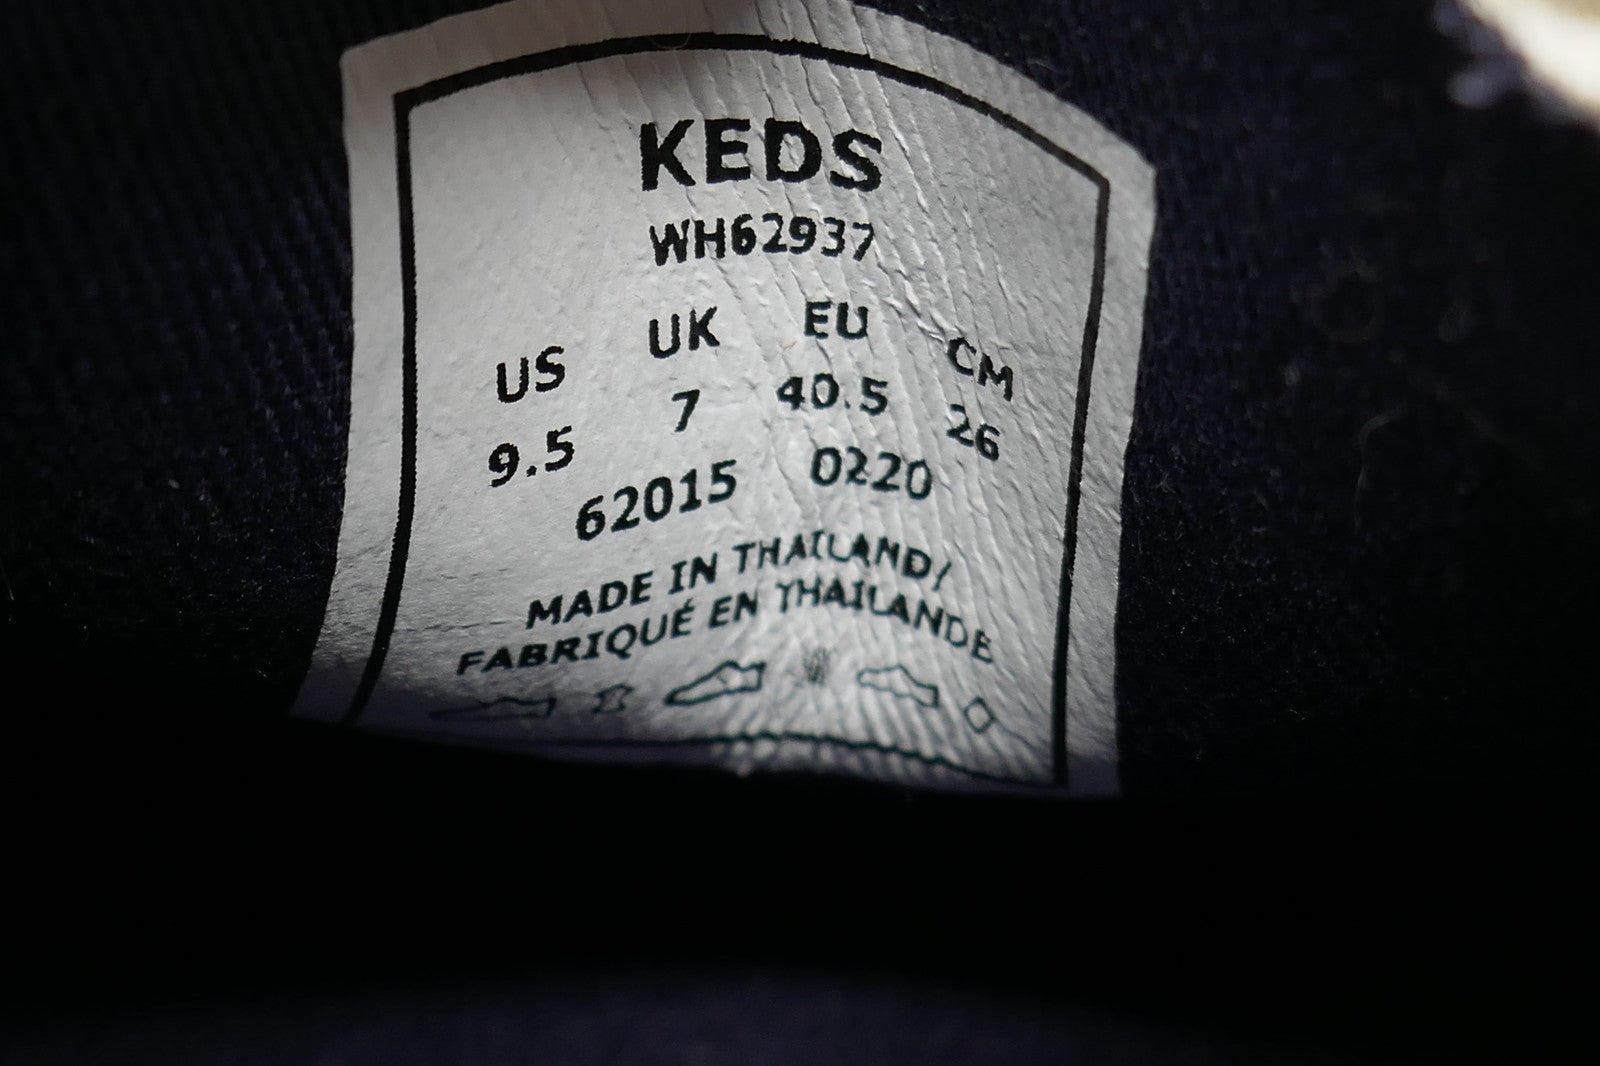 KEDS
WH62937
US UK EU CM
9.5 7 40.5 26
62015 0220
MADE IN THAILAND/
FABRIQUÉ EN THAILANDE